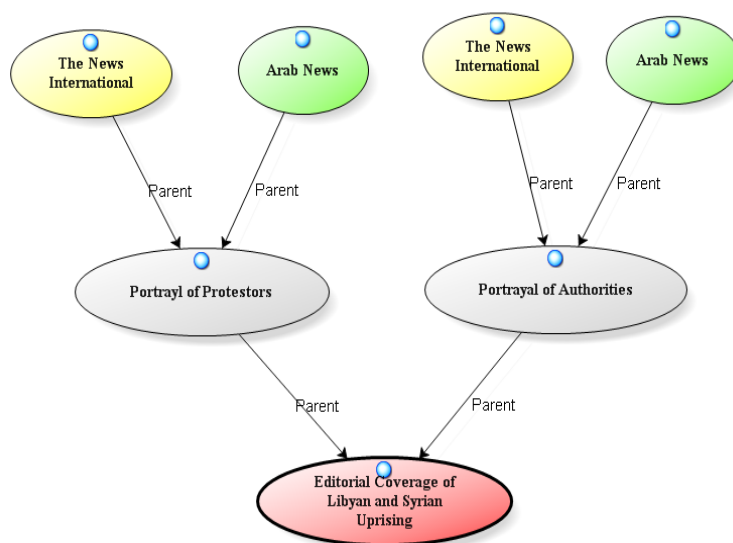 The News
International
Arab News
The News
International
Arab News
Parent
Parent
Parent
Parent
Portrayl of Protestors
Portrayal of Authorities
Parent
Parent
Editorial Coverage of
Libyan and Syrian
Uprising